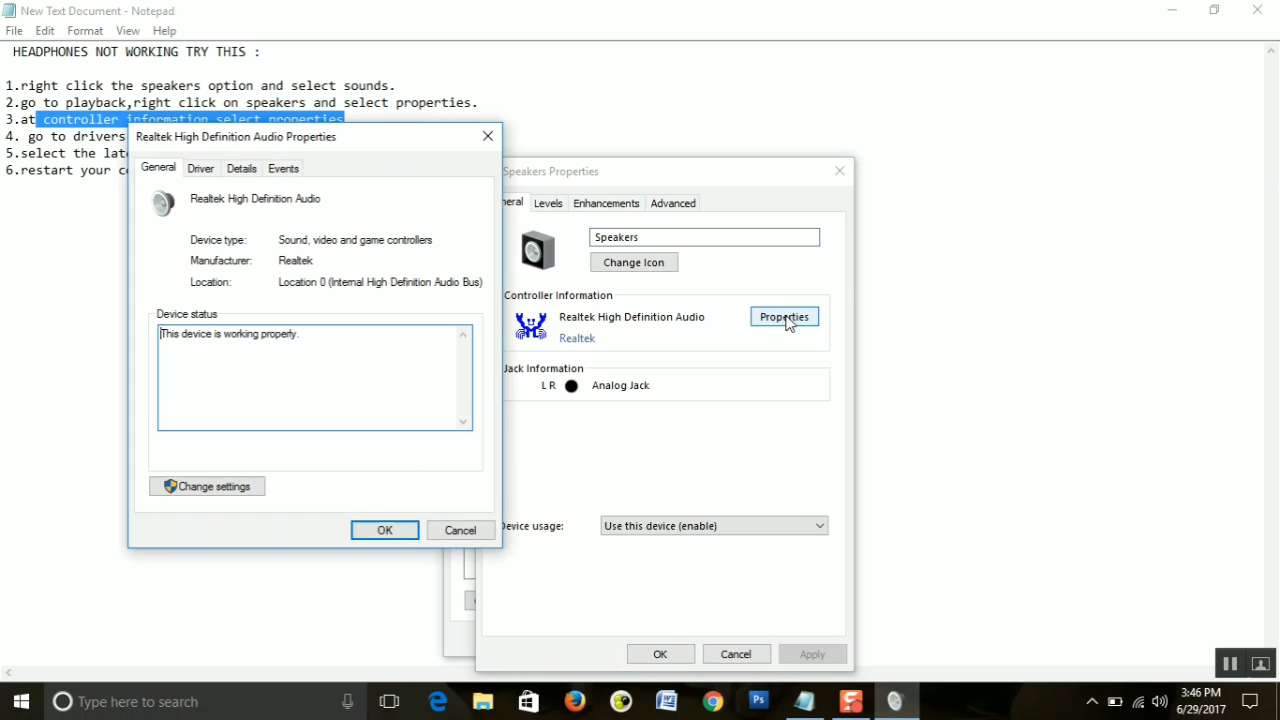 New Text Document - Notepad
File Edit Format View Help
HEADPHONES NOT WORKING TRY THIS :
1.right click the speakers option and select sounds.
2.go to playback,right click on speakers and select properties.
3.at controller information select properties
4. go to drivers
5.select the
6.restart your
Realtek High Definition Audio Properties
General Driver Details Events
Realtek High Definition Audio
Device type: Sound, video and game controllers
Manufacturer: Realtek
Location: Location 0 (Internal High Definition Audio Bus)
Device status
This device is working properly.
Change settings
OK Cancel
Speakers Properties
Levels Enhancements Advanced
Speakers
Change Icon
Controller Information
Realtek High Definition Audio Properties
Realtek
Jack Information
L R Analog Jack
Device usage: Use this device (enable)
OK Cancel Apply
Type here to search
Ps
3:46 PM
6/29/2017